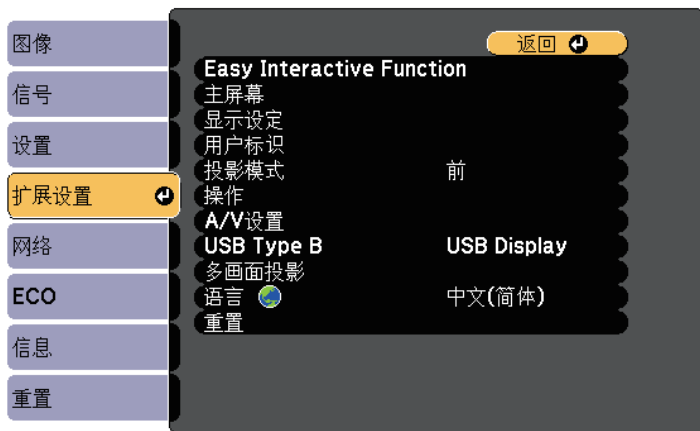 图像
信号
设置
扩展设置
网络
ECO
信息
重置
返回
Easy Interactive Function
主屏幕
显示设定
用户标识
投影模式 前
操作
A/V设置
USB Type B USB Display
多画面投影
语言 中文(简体)
重置